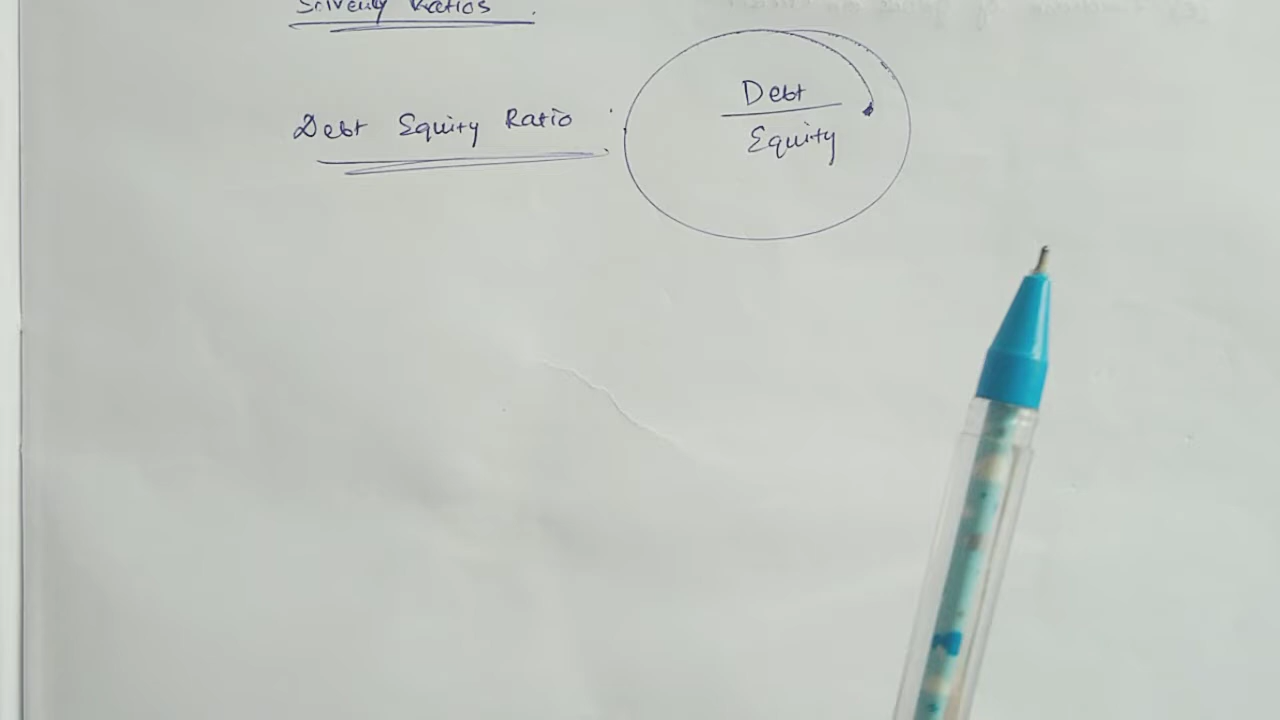 Solvency Ratios .
Debt Equity Ratio :
Debt
Equity